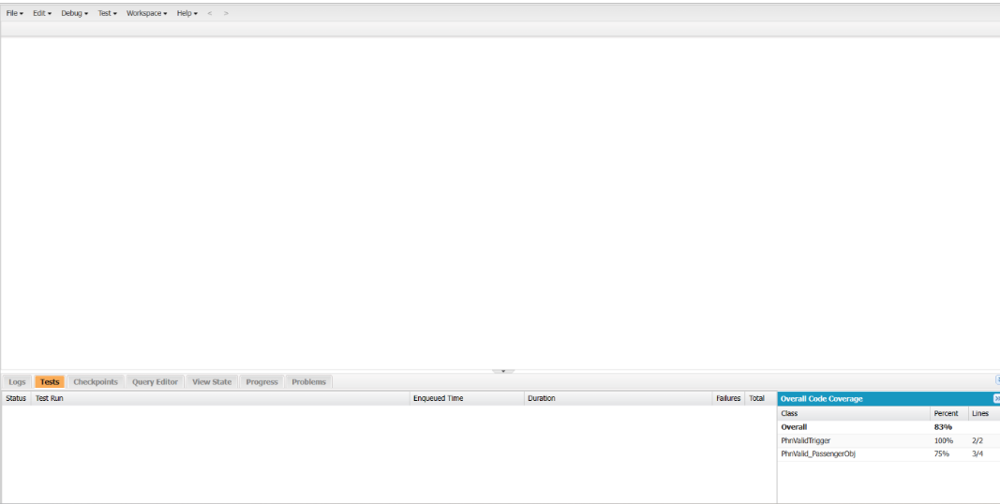 File Edit Debug Test Workspace Help < >
Logs Tests Checkpoints Query Editor View State Progress Problems
Status Test Run Enqueued Time Duration Failures Total Overall Code Coverage
Class Percent Lines
Overall 83%
PhnValidTrigger 100% 2/2
PhnValid_PassengerObj 75% 3/4